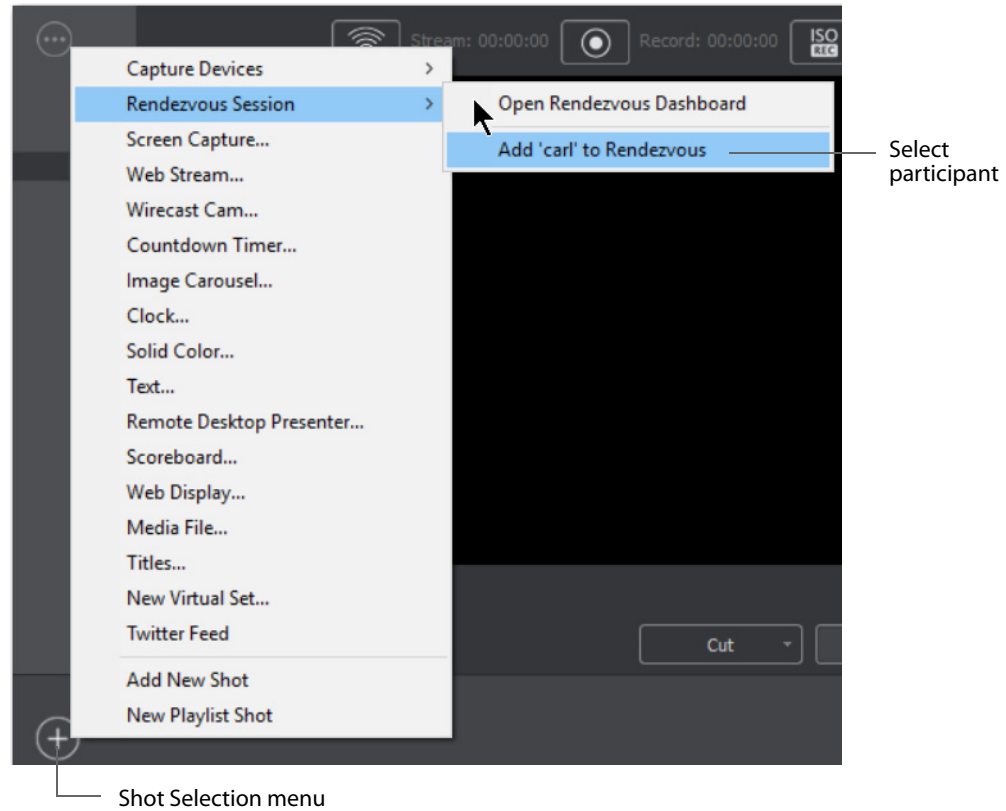 Stream: 00:00:00
Record: 00:00:00
ISO
REC
Capture Devices
Rendezvous Session
Screen Capture...
Web Stream...
Wirecast Cam...
Countdown Timer...
Image Carousel...
Clock...
Solid Color...
Text...
Remote Desktop Presenter...
Scoreboard...
Web Display...
Media File...
Titles...
New Virtual Set...
Twitter Feed
Add New Shot
New Playlist Shot
Open Rendezvous Dashboard
Add 'carl' to Rendezvous
Select
participant
Cut
Shot Selection menu